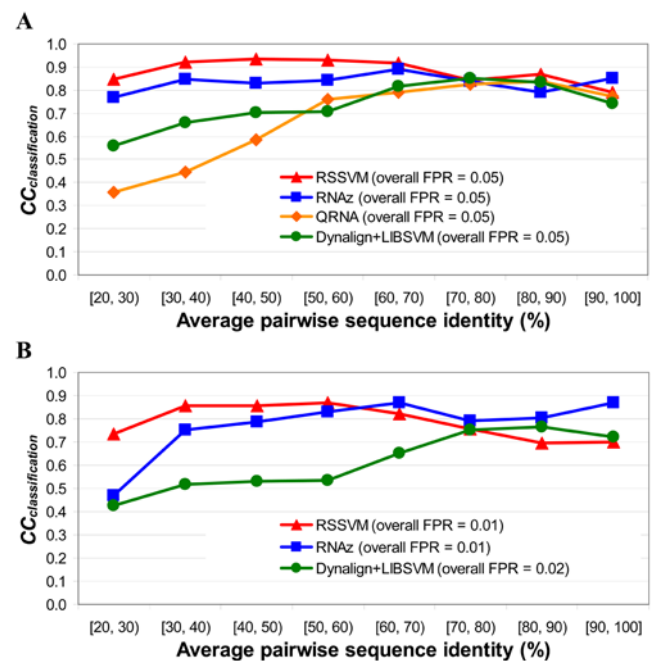 A
1.0
0.9
0.8
0.7
0.6
0.5
0.4
0.3
0.2
0.1
0.0
CCclassification
RSSVM (overall FPR = 0.05)
RNAz (overall FPR = 0.05)
QRNA (overall FPR = 0.05)
Dynalign+LIBSVM (overall FPR = 0.05)
[20, 30) [30, 40) [40, 50) [50, 60) [60, 70) [70, 80) [80, 90) [90, 100]
Average pairwise sequence identity (%)
B
1.0
0.9
0.8
0.7
0.6
0.5
0.4
0.3
0.2
0.1
0.0
CCclassification
RSSVM (overall FPR = 0.01)
RNAz (overall FPR = 0.01)
Dynalign+LIBSVM (overall FPR = 0.02)
[20, 30) [30, 40) [40, 50) [50, 60) [60, 70) [70, 80) [80, 90) [90, 100]
Average pairwise sequence identity (%)